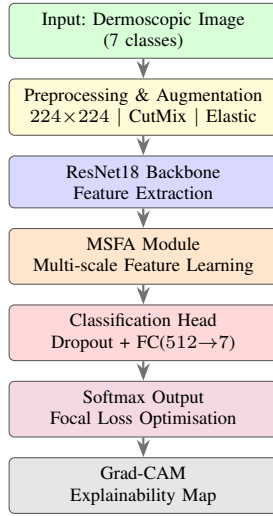 Input: Dermoscopic Image
(7 classes)
Preprocessing & Augmentation
224×224 | CutMix | Elastic
ResNet18 Backbone
Feature Extraction
MSFA Module
Multi-scale Feature Learning
Classification Head
Dropout + FC(512→7)
Softmax Output
Focal Loss Optimisation
Grad-CAM
Explainability Map